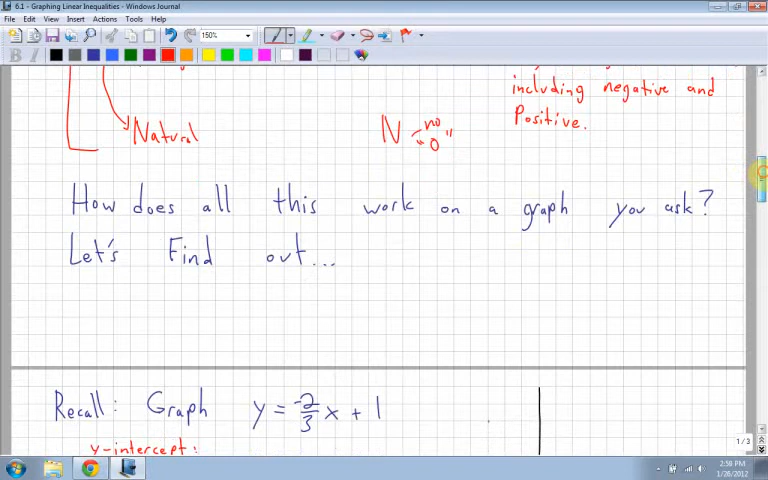 6.1 - Graphing Linear Inequalities - Windows Journal
File Edit View Insert Actions Tools Help
150%
B I
including negative and
Positive.
Natural
N no
"0"
How does all this work on a graph you ask?
Let's Find out...
Recall: Graph y = -2/3 x + 1
y-intercept:
1 / 3
2:58 PM
1/26/2012